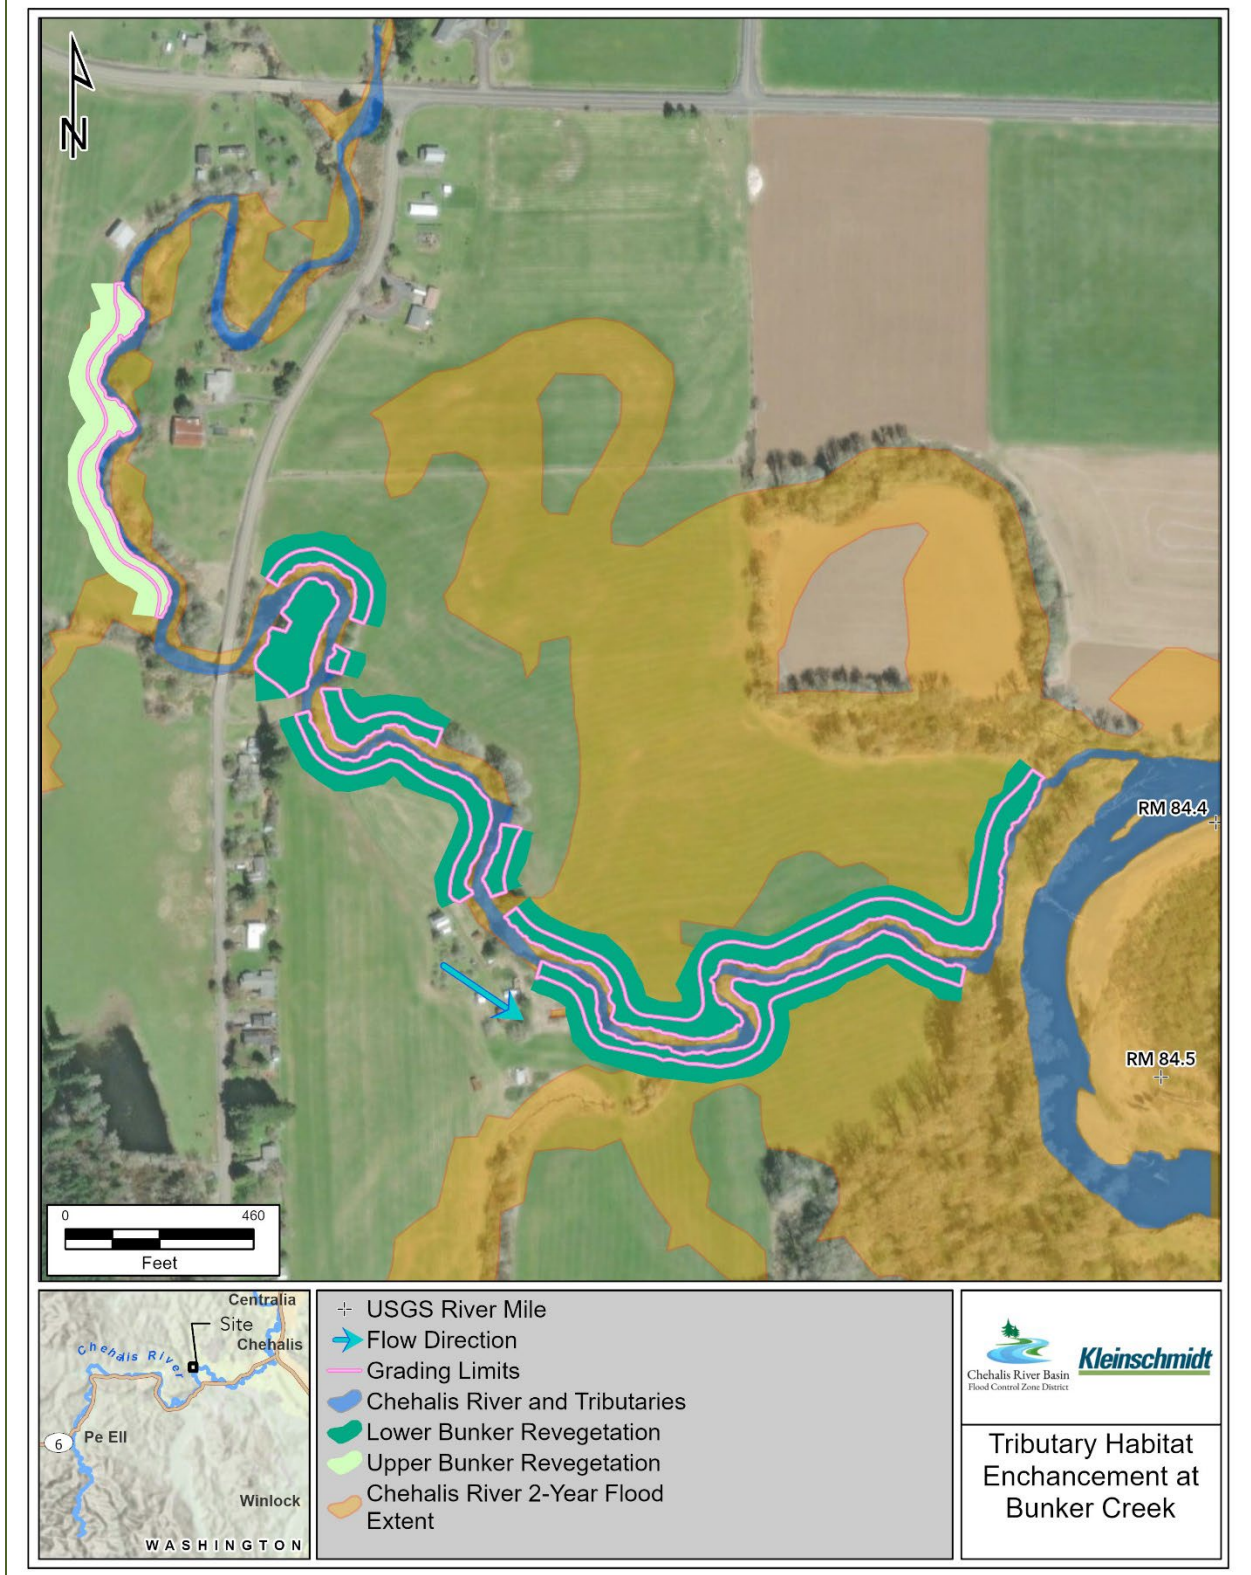 N
RM 84.4
RM 84.5
0 460
Feet
Centralia
Site
Chehalis
Chehalis River
6
Pe Ell
Winlock
WASHINGTON
USGS River Mile
Flow Direction
Grading Limits
Chehalis River and Tributaries
Lower Bunker Revegetation
Upper Bunker Revegetation
Chehalis River 2-Year Flood
Extent
Chehalis River Basin
Flood Control Zone District
Kleinschmidt
Tributary Habitat
Enchancement at
Bunker Creek